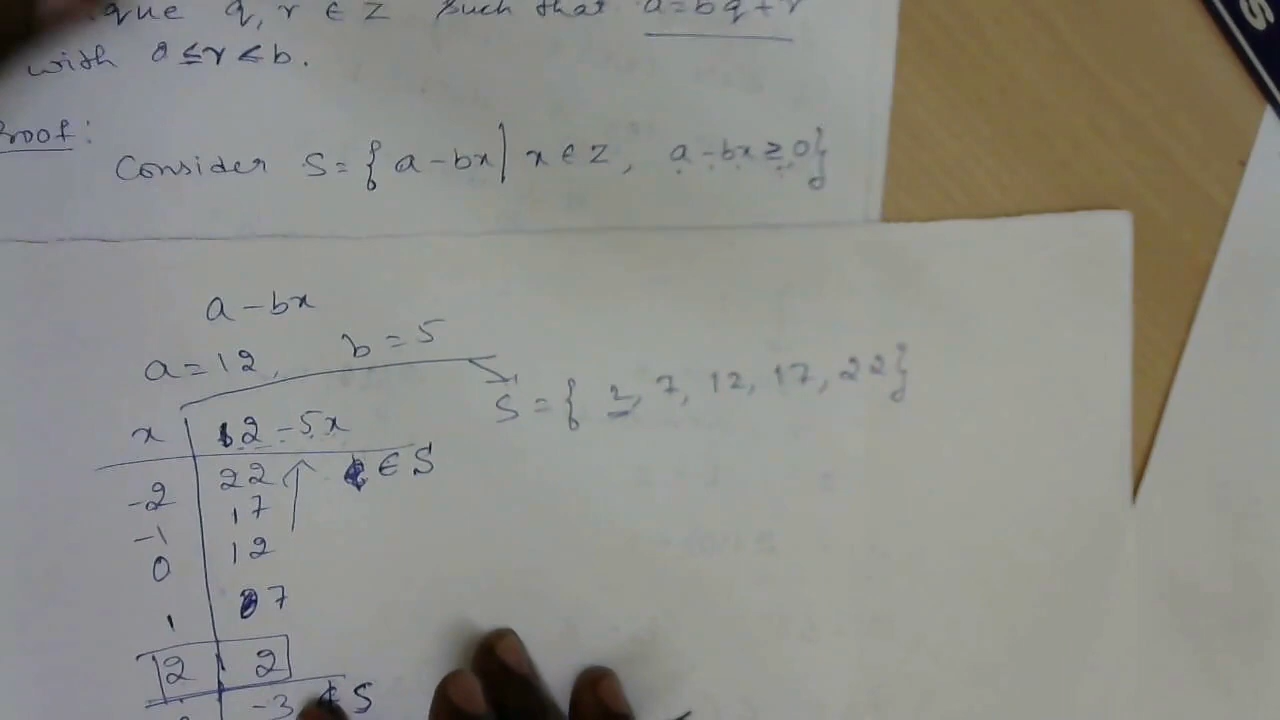 que q, r ∈ Z such that a = bq + r
with 0 ≤ r < b.
Proof:
Consider S = { a - bx | x ∈ Z, a - bx ≥ 0}
a - bx
a = 12, b = 5
S = { 2, 7, 12, 17, 22}
x 12 - 5x
-2 22 ∈ S
-1 17
0 12
1 7
2 2
-3 ∉ S